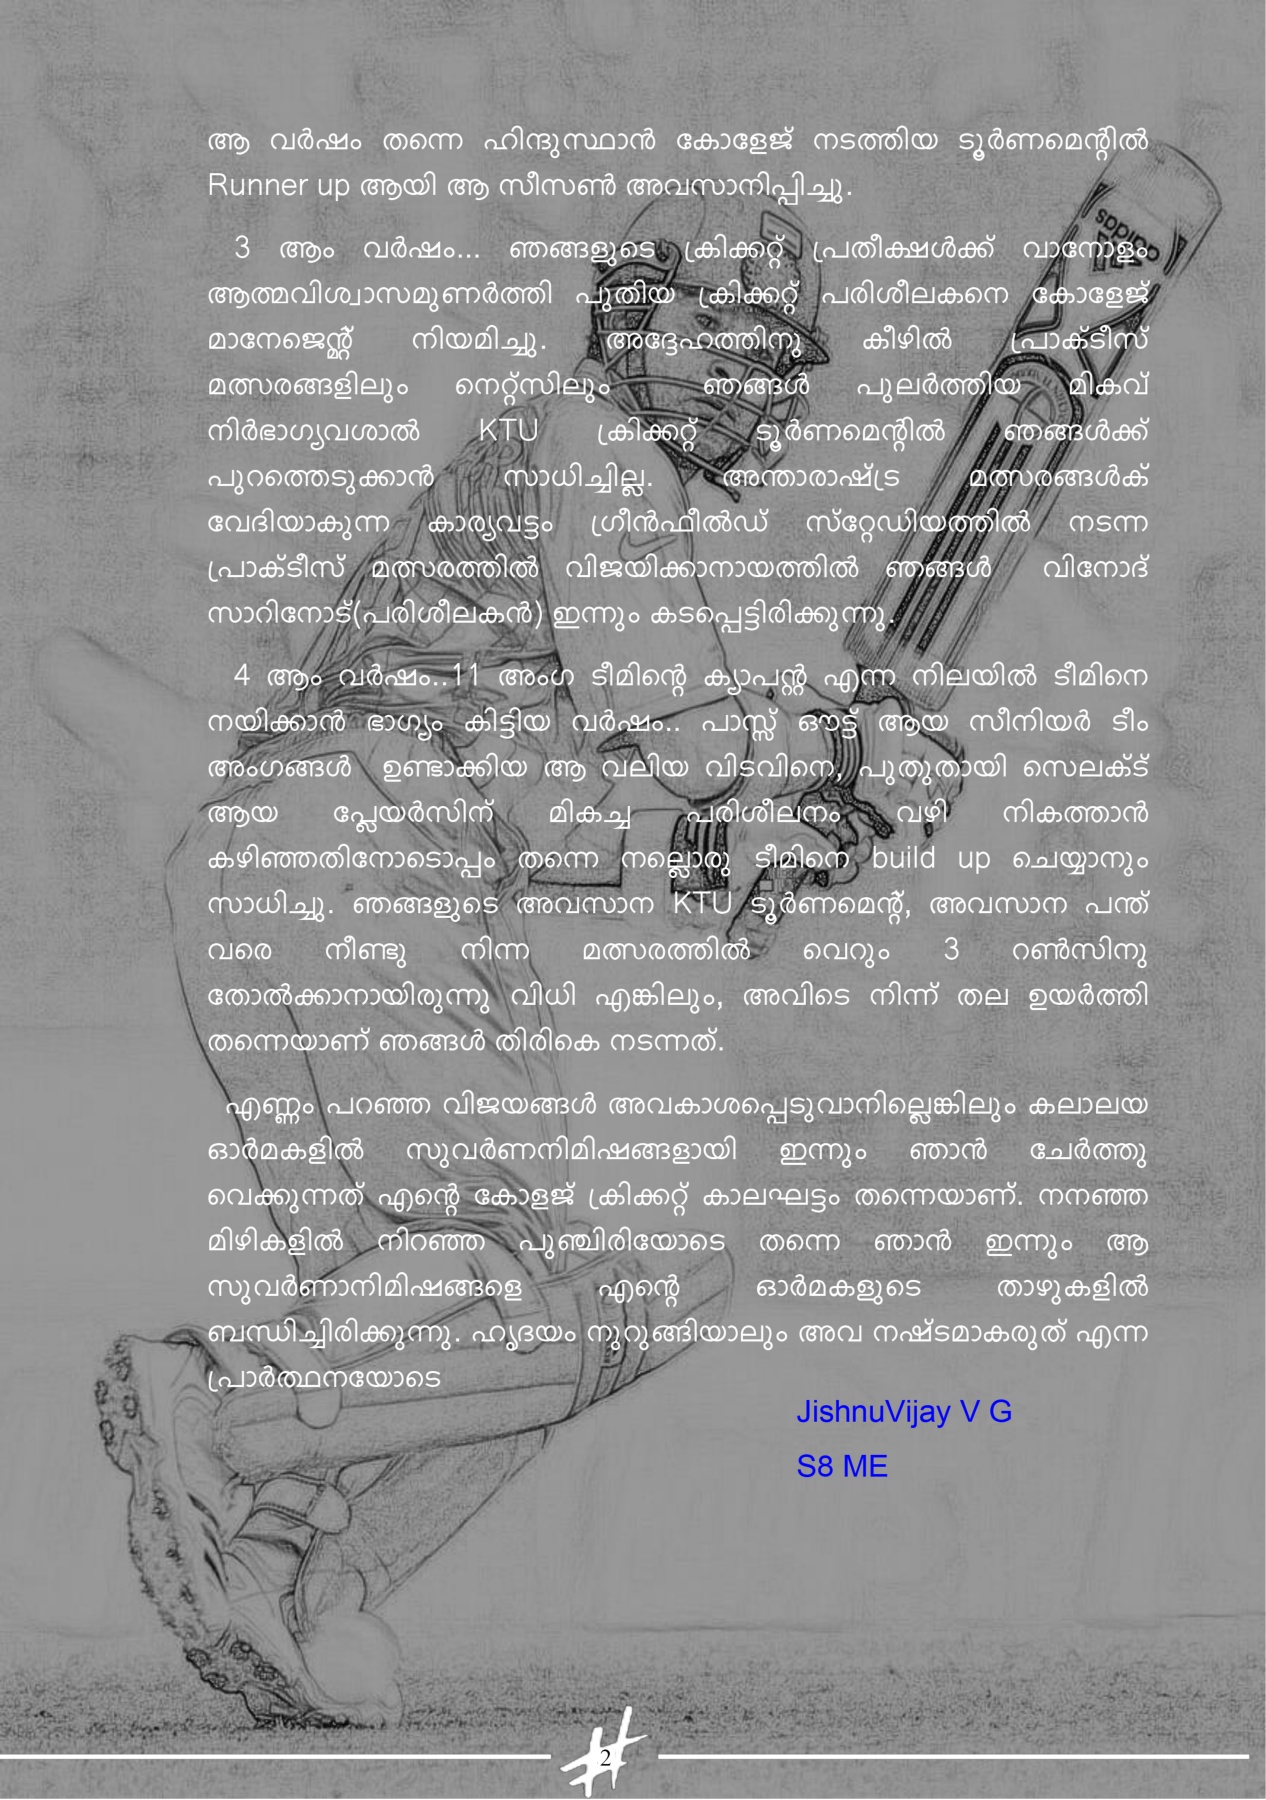 ആ വർഷം തന്നെ ഹിന്ദുസ്ഥാൻ കോളേജ് നടത്തിയ ടൂർണമെന്റിൽ
Runner up ആയി ആ സീസൺ അവസാനിപ്പിച്ചു.
3 ആം വർഷം... ഞങ്ങളുടെ ക്രിക്കറ്റ് പ്രതീക്ഷൾക്ക് വാനോളം
ആത്മവിശ്വാസമുണർത്തി പുതിയ ക്രിക്കറ്റ് പരിശീലകനെ കോളേജ്
മാനേജ്മെന്റ് നിയമിച്ചു. അദ്ദേഹത്തിനു കീഴിൽ പ്രാക്ടീസ്
മത്സരങ്ങളിലും നെറ്റ്സിലും ഞങ്ങൾ പുലർത്തിയ മികവ്
നിർഭാഗ്യവശാൽ KTU ക്രിക്കറ്റ് ടൂർണമെന്റിൽ ഞങ്ങൾക്ക്
പുറത്തെടുക്കാൻ സാധിച്ചില്ല. അന്താരാഷ്ട്ര മത്സരങ്ങൾക്
വേദിയാകുന്ന കാര്യവട്ടം ഗ്രീൻഫീൽഡ് സ്റ്റേഡിയത്തിൽ നടന്ന
പ്രാക്ടീസ് മത്സരത്തിൽ വിജയിക്കാനായത്തിൽ ഞങ്ങൾ വിനോദ്
സാറിനോട്(പരിശീലകൻ) ഇന്നും കടപ്പെട്ടിരിക്കുന്നു.
4 ആം വർഷം..11 അംഗ ടീമിന്റെ ക്യാപന്റ എന്ന നിലയിൽ ടീമിനെ
നയിക്കാൻ ഭാഗ്യം കിട്ടിയ വർഷം.. പാസ്സ് ഔട്ട് ആയ സീനിയർ ടീം
അംഗങ്ങൾ ഉണ്ടാക്കിയ ആ വലിയ വിടവിനെ, പുതുതായി സെലക്ട്
ആയ പ്ലേയർസിന് മികച്ച പരിശീലനം വഴി നികത്താൻ
കഴിഞ്ഞതിനോടൊപ്പം തന്നെ നല്ലൊരു ടീമിനെ build up ചെയ്യാനും
സാധിച്ചു. ഞങ്ങളുടെ അവസാന KTU ടൂർണമെന്റ്, അവസാന പന്ത്
വരെ നീണ്ടു നിന്ന മത്സരത്തിൽ വെറും 3 റൺസിനു
തോൽക്കാനായിരുന്നു വിധി എങ്കിലും, അവിടെ നിന്ന് തല ഉയർത്തി
തന്നെയാണ് ഞങ്ങൾ തിരികെ നടന്നത്.
എണ്ണം പറഞ്ഞ വിജയങ്ങൾ അവകാശപ്പെടുവാനില്ലെങ്കിലും കലാലയ
ഓർമകളിൽ സുവർണനിമിഷങ്ങളായി ഇന്നും ഞാൻ ചേർത്തു
വെക്കുന്നത് എന്റെ കോളജ് ക്രിക്കറ്റ് കാലഘട്ടം തന്നെയാണ്. നനഞ്ഞ
മിഴികളിൽ നിറഞ്ഞ പുഞ്ചിരിയോടെ തന്നെ ഞാൻ ഇന്നും ആ
സുവർണാനിമിഷങ്ങളെ എന്റെ ഓർമകളുടെ താഴുകളിൽ
ബന്ധിച്ചിരിക്കുന്നു. ഹൃദയം നുറുങ്ങിയാലും അവ നഷ്ടമാകരുത് എന്ന
പ്രാർത്ഥനയോടെ
JishnuVijay V G
S8 ME
adidas
2